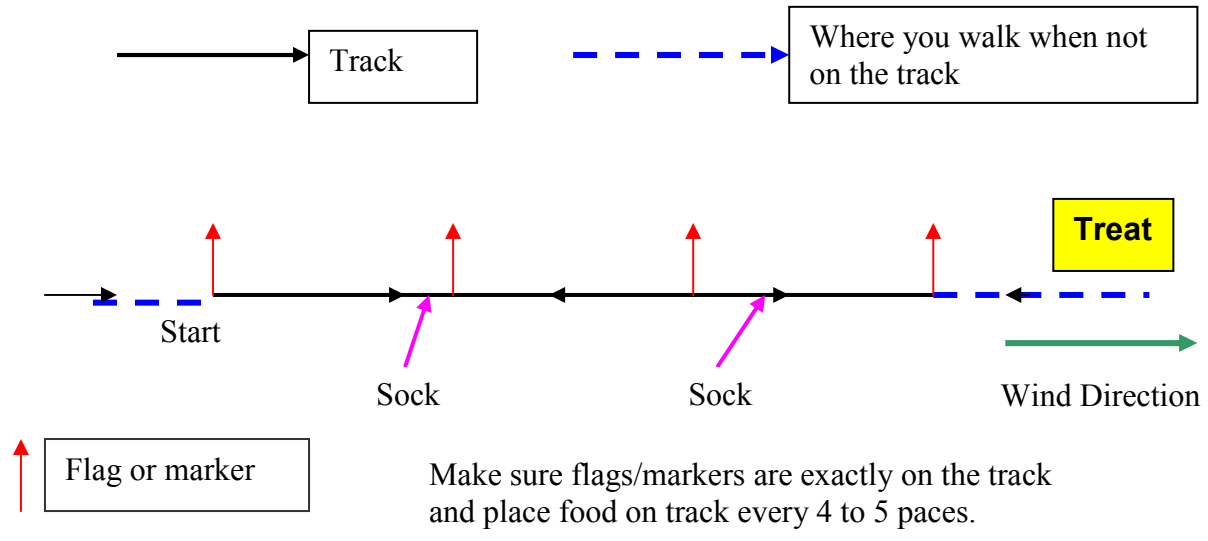 Track
Where you walk when not
on the track
Treat
Start
Sock
Sock
Wind Direction
Flag or marker
Make sure flags/markers are exactly on the track
and place food on track every 4 to 5 paces.